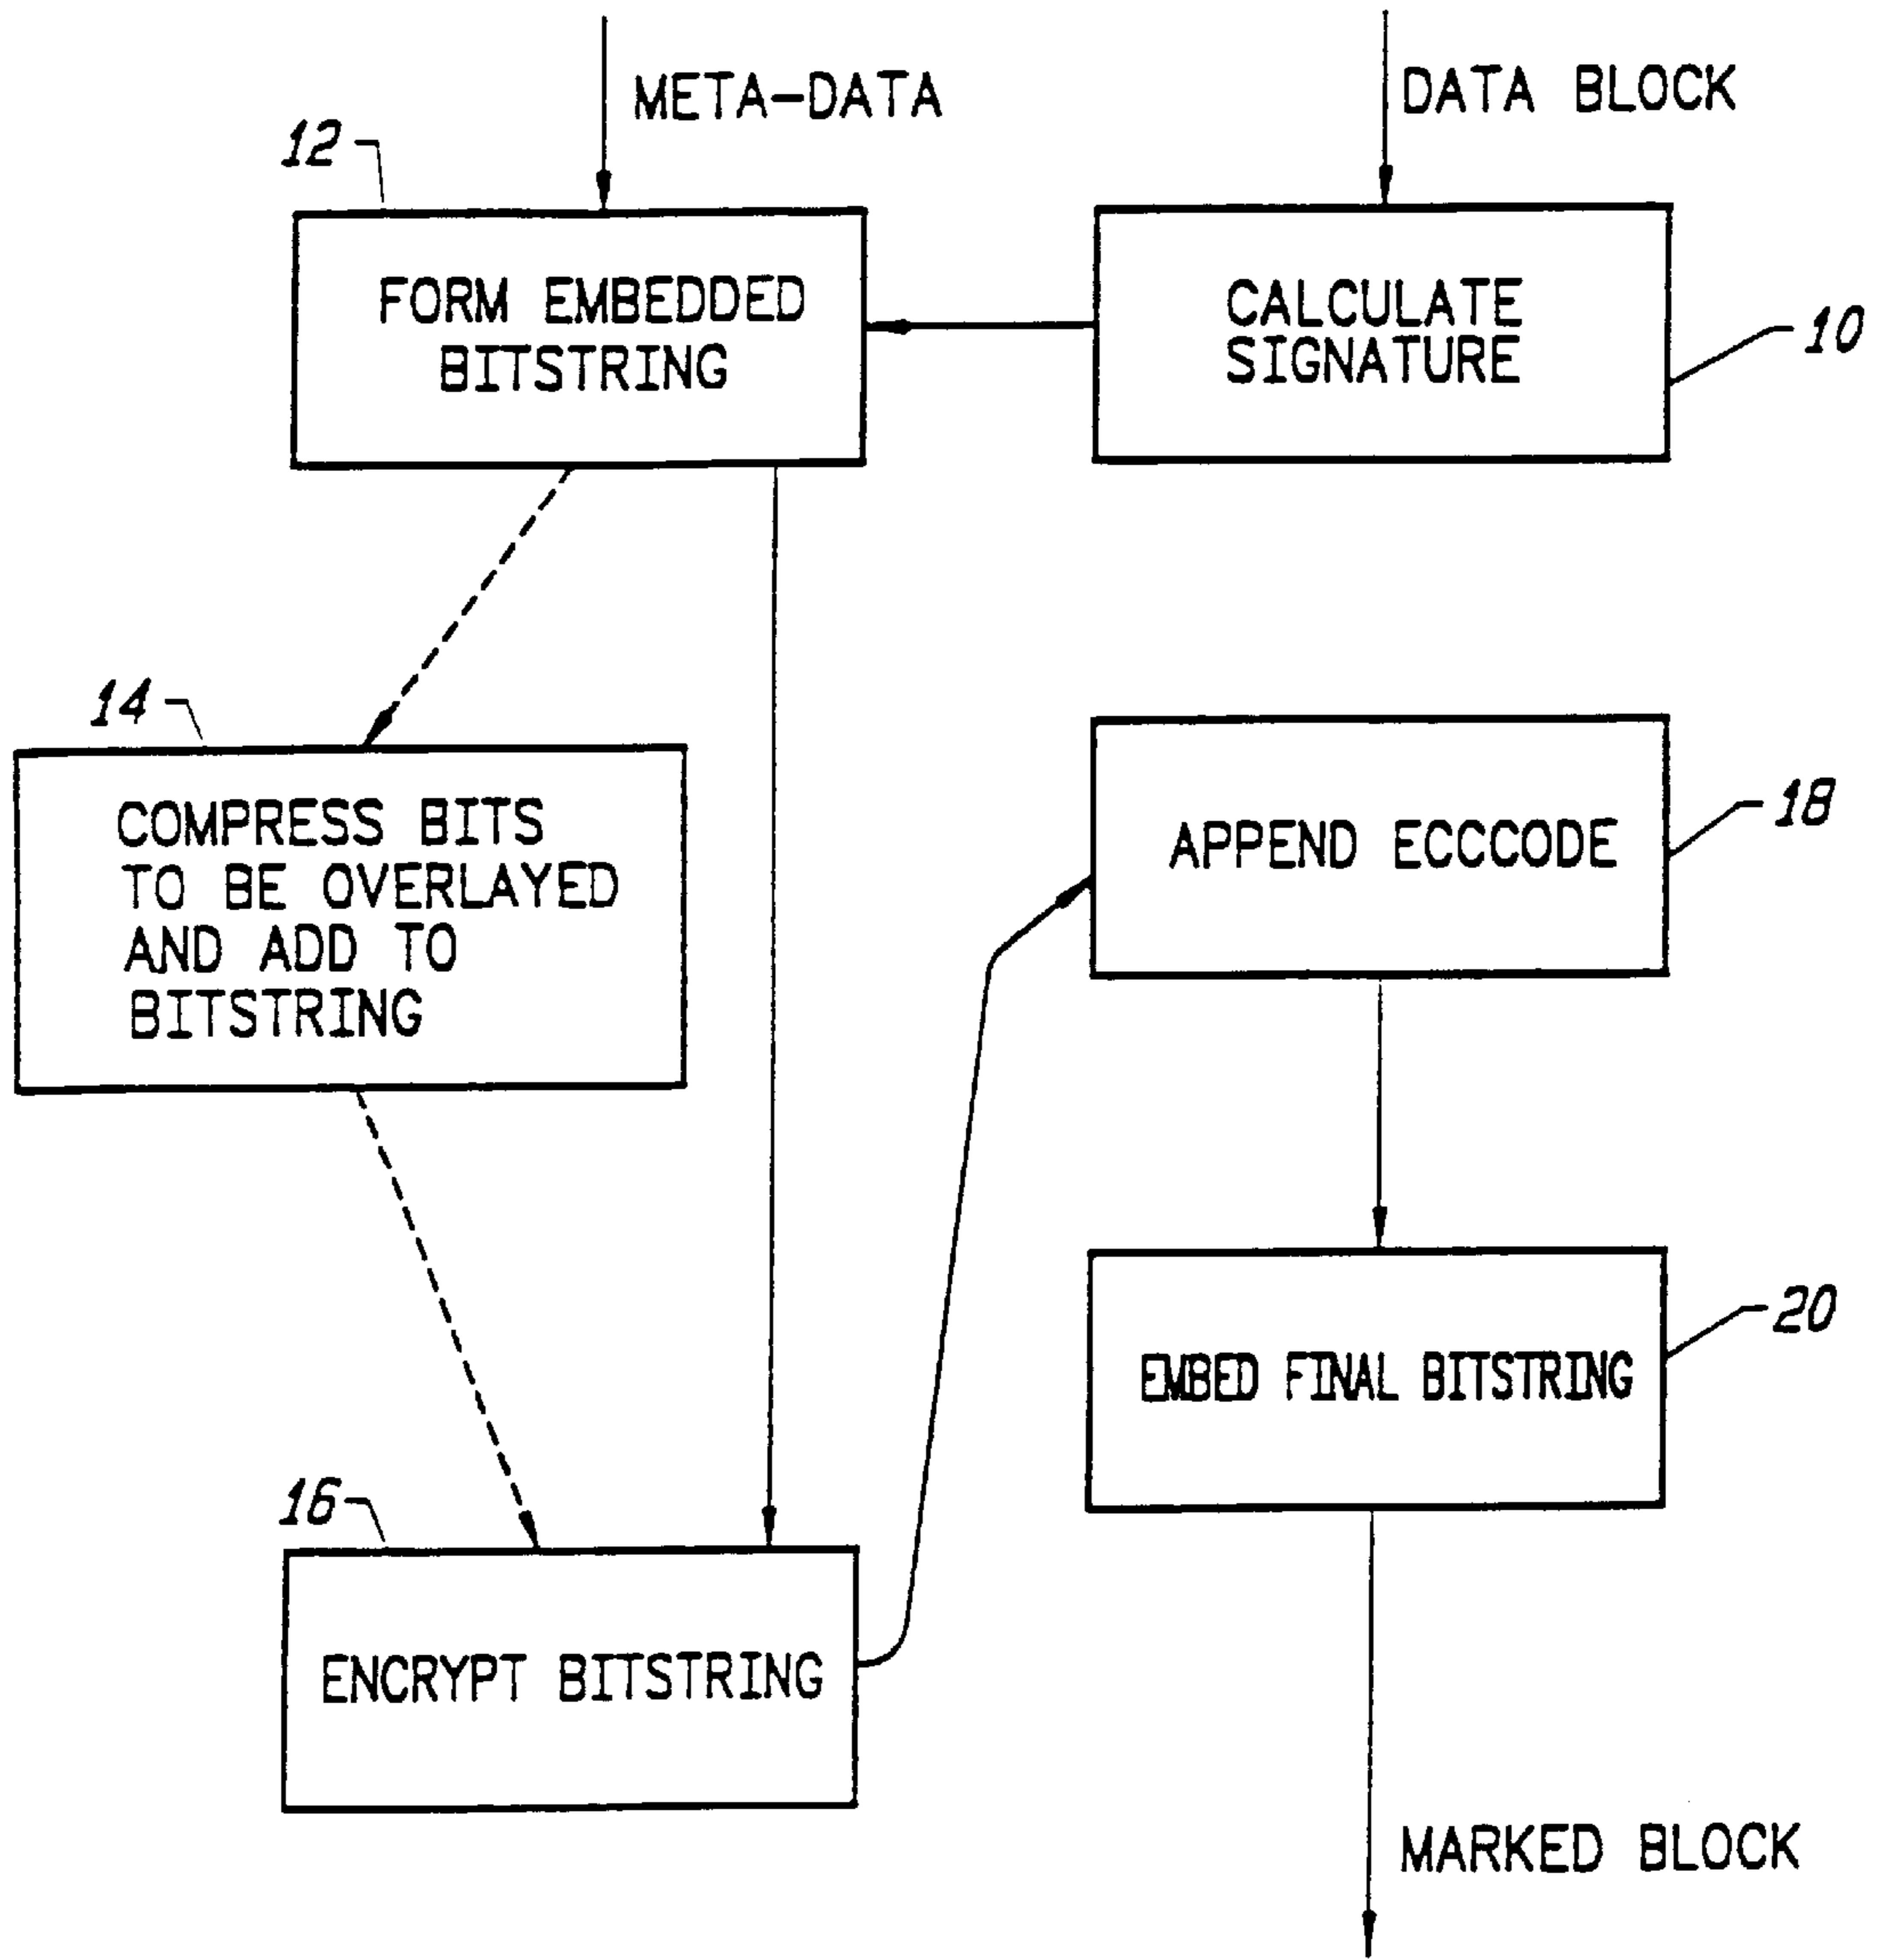 META-DATA
DATA BLOCK
12
FORM EMBEDDED
BITSTRING
CALCULATE
SIGNATURE
10
14
COMPRESS BITS
TO BE OVERLAYED
AND ADD TO
BITSTRING
APPEND ECCCODE
18
EMBED FINAL BITSTRING
20
16
ENCRYPT BITSTRING
MARKED BLOCK